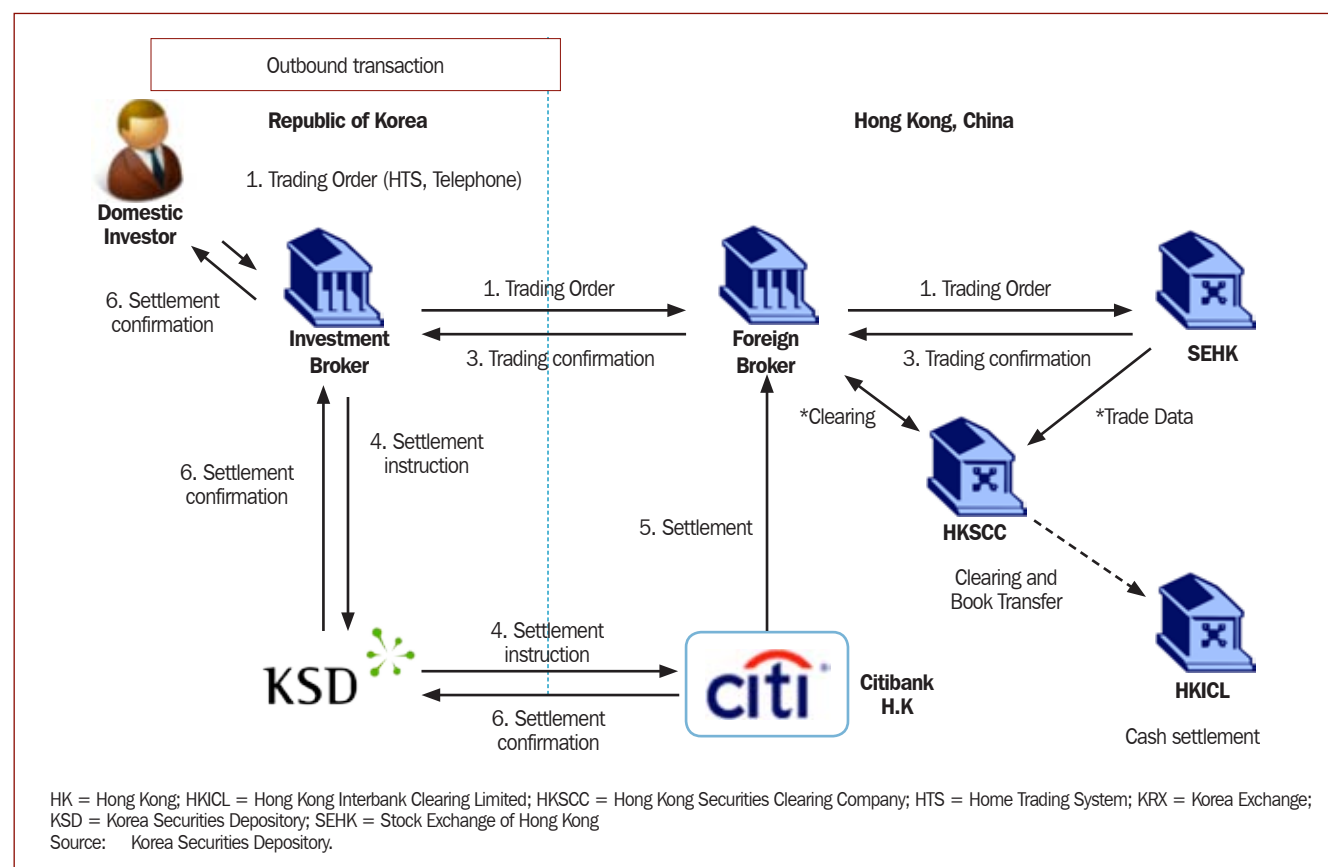 Outbound transaction
Republic of Korea
Hong Kong, China
1. Trading Order (HTS, Telephone)
Domestic
Investor
6. Settlement
confirmation
Investment
Broker
1. Trading Order
3. Trading confirmation
Foreign
Broker
1. Trading Order
3. Trading confirmation
SEHK
*Clearing
*Trade Data
6. Settlement
confirmation
4. Settlement
instruction
5. Settlement
HKSCC
Clearing and
Book Transfer
KSD
4. Settlement
instruction
6. Settlement
confirmation
citi®
Citibank
H.K
HKICL
Cash settlement
HK = Hong Kong; HKICL = Hong Kong Interbank Clearing Limited; HKSCC = Hong Kong Securities Clearing Company; HTS = Home Trading System; KRX = Korea Exchange;
KSD = Korea Securities Depository; SEHK = Stock Exchange of Hong Kong
Source: Korea Securities Depository.